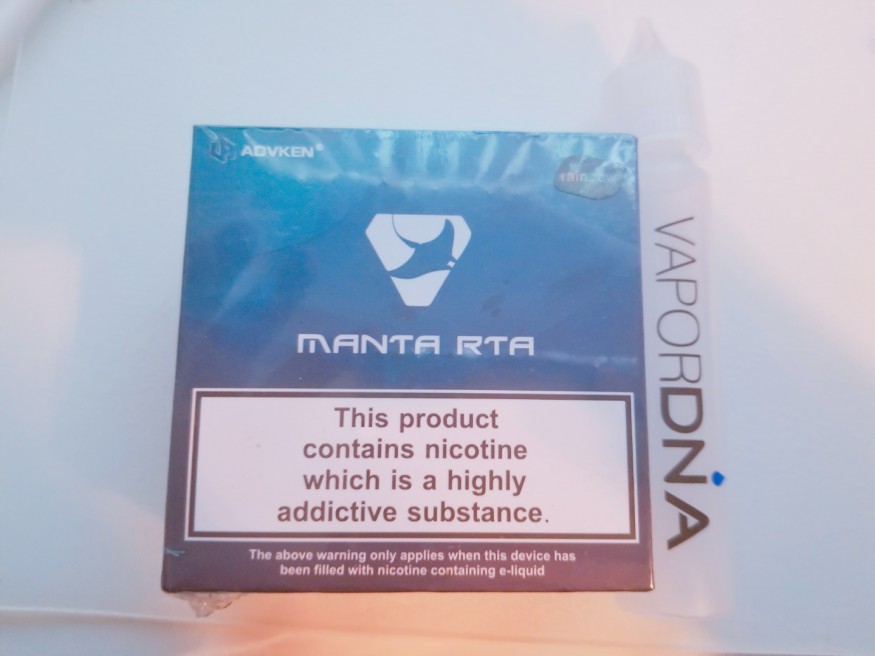 ADVKEN®
MANTA RTA
This product
contains nicotine
which is a highly
addictive substance.
The above warning only applies when this device has
been filled with nicotine containing e-liquid
VAPORDNA